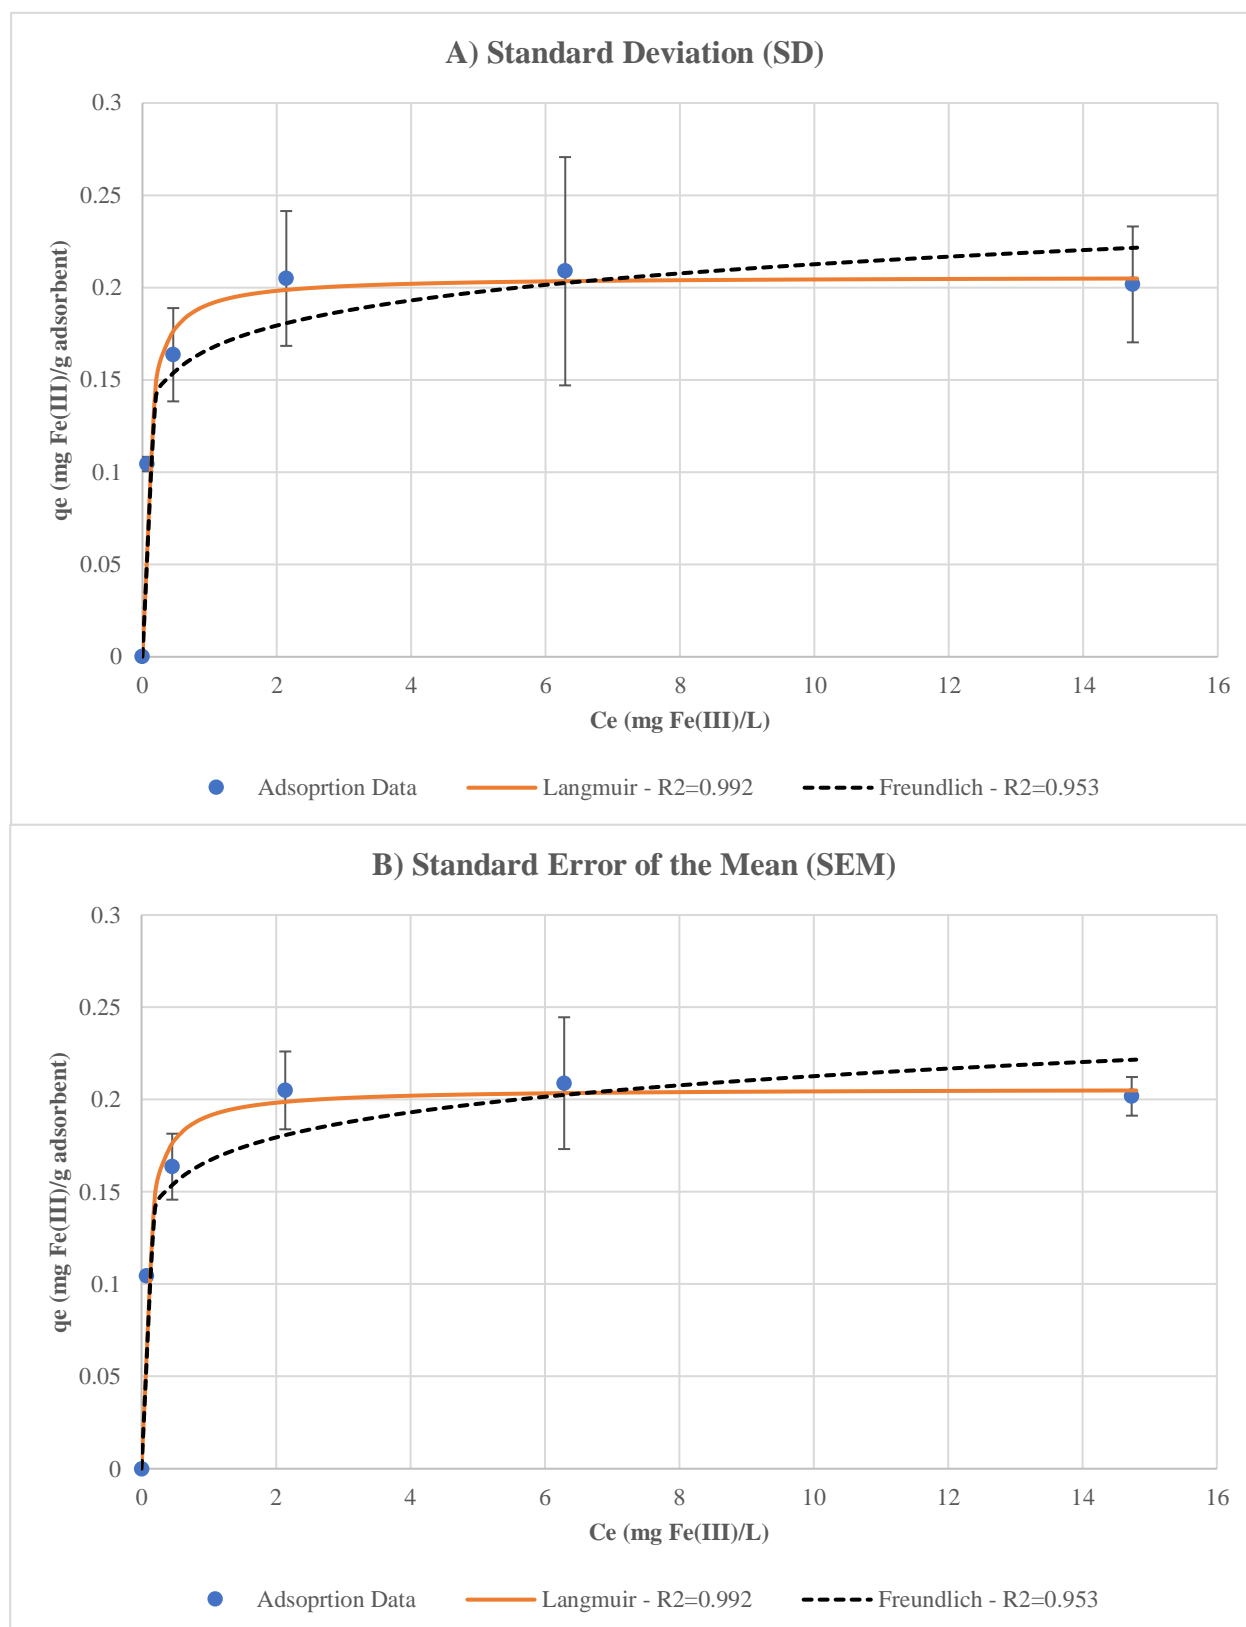 A) Standard Deviation (SD)
0.3
0.25
0.2
0.15
0.1
0.05
0
qe (mg Fe(III)/g adsorbent)
0 2 4 6 8 10 12 14 16
Ce (mg Fe(III)/L)
Adsoprtion Data Langmuir - R2=0.992 Freundlich - R2=0.953
B) Standard Error of the Mean (SEM)
0.3
0.25
0.2
0.15
0.1
0.05
0
qe (mg Fe(III)/g adsorbent)
0 2 4 6 8 10 12 14 16
Ce (mg Fe(III)/L)
Adsoprtion Data Langmuir - R2=0.992 Freundlich - R2=0.953